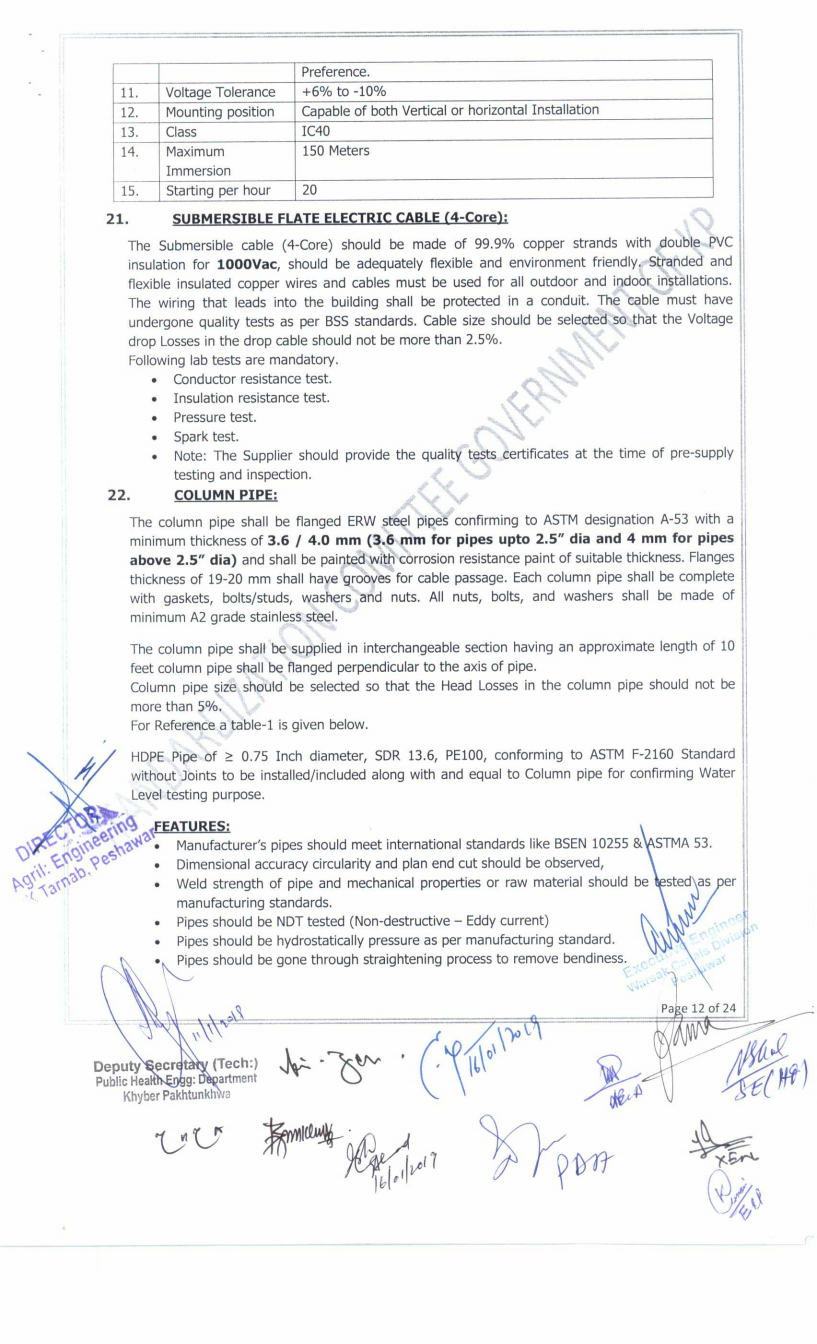 Preference.
11. Voltage Tolerance +6% to -10%
12. Mounting position Capable of both Vertical or horizontal Installation
13. Class IC40
14. Maximum Immersion 150 Meters
15. Starting per hour 20
21. SUBMERSIBLE FLATE ELECTRIC CABLE (4-Core):
The Submersible cable (4-Core) should be made of 99.9% copper strands with double PVC
insulation for 1000Vac, should be adequately flexible and environment friendly. Stranded and
flexible insulated copper wires and cables must be used for all outdoor and indoor installations.
The wiring that leads into the building shall be protected in a conduit. The cable must have
undergone quality tests as per BSS standards. Cable size should be selected so that the Voltage
drop Losses in the drop cable should not be more than 2.5%.
Following lab tests are mandatory.
• Conductor resistance test.
• Insulation resistance test.
• Pressure test.
• Spark test.
• Note: The Supplier should provide the quality tests certificates at the time of pre-supply
testing and inspection.
22. COLUMN PIPE:
The column pipe shall be flanged ERW steel pipes confirming to ASTM designation A-53 with a
minimum thickness of 3.6 / 4.0 mm (3.6 mm for pipes upto 2.5” dia and 4 mm for pipes
above 2.5” dia) and shall be painted with corrosion resistance paint of suitable thickness. Flanges
thickness of 19-20 mm shall have grooves for cable passage. Each column pipe shall be complete
with gaskets, bolts/studs, washers and nuts. All nuts, bolts, and washers shall be made of
minimum A2 grade stainless steel.
The column pipe shall be supplied in interchangeable section having an approximate length of 10
feet column pipe shall be flanged perpendicular to the axis of pipe.
Column pipe size should be selected so that the Head Losses in the column pipe should not be
more than 5%.
For Reference a table-1 is given below.
HDPE Pipe of ≥ 0.75 Inch diameter, SDR 13.6, PE100, conforming to ASTM F-2160 Standard
without Joints to be installed/included along with and equal to Column pipe for confirming Water
Level testing purpose.
FEATURES:
• Manufacturer’s pipes should meet international standards like BSEN 10255 & ASTMA 53.
• Dimensional accuracy circularity and plan end cut should be observed,
• Weld strength of pipe and mechanical properties or raw material should be tested as per
manufacturing standards.
• Pipes should be NDT tested (Non-destructive – Eddy current)
• Pipes should be hydrostatically pressure as per manufacturing standard.
• Pipes should be gone through straightening process to remove bendiness.
Page 12 of 24
STANDARDIZATION COMMITTEE GOVERNMENT OF KP
DIRECTOR
Agril: Engineering
Tarnab, Peshawar
Executive Engineer
Warsak Canals Division
Peshawar
Deputy Secretary (Tech:)
Public Health Engg: Department
Khyber Pakhtunkhwa
16/01/2019
SE(HQ)
16/01/2019
PDA
XEN